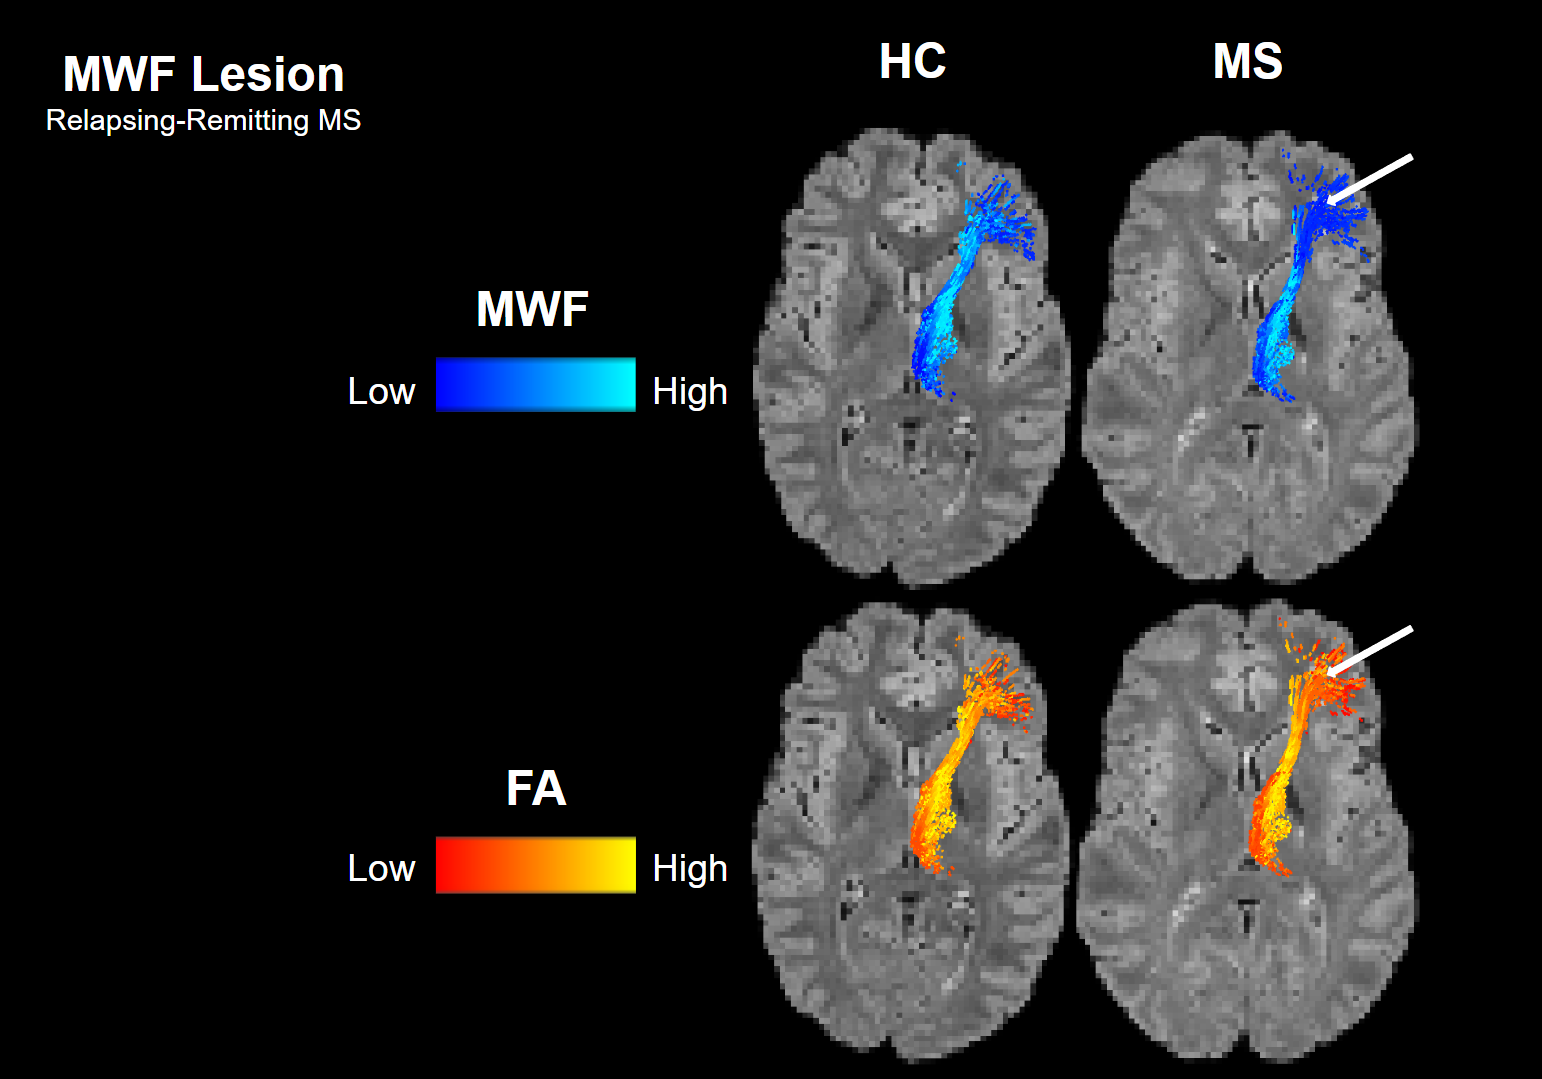 MWF Lesion
Relapsing-Remitting MS
HC
MS
MWF
Low
High
FA
Low
High